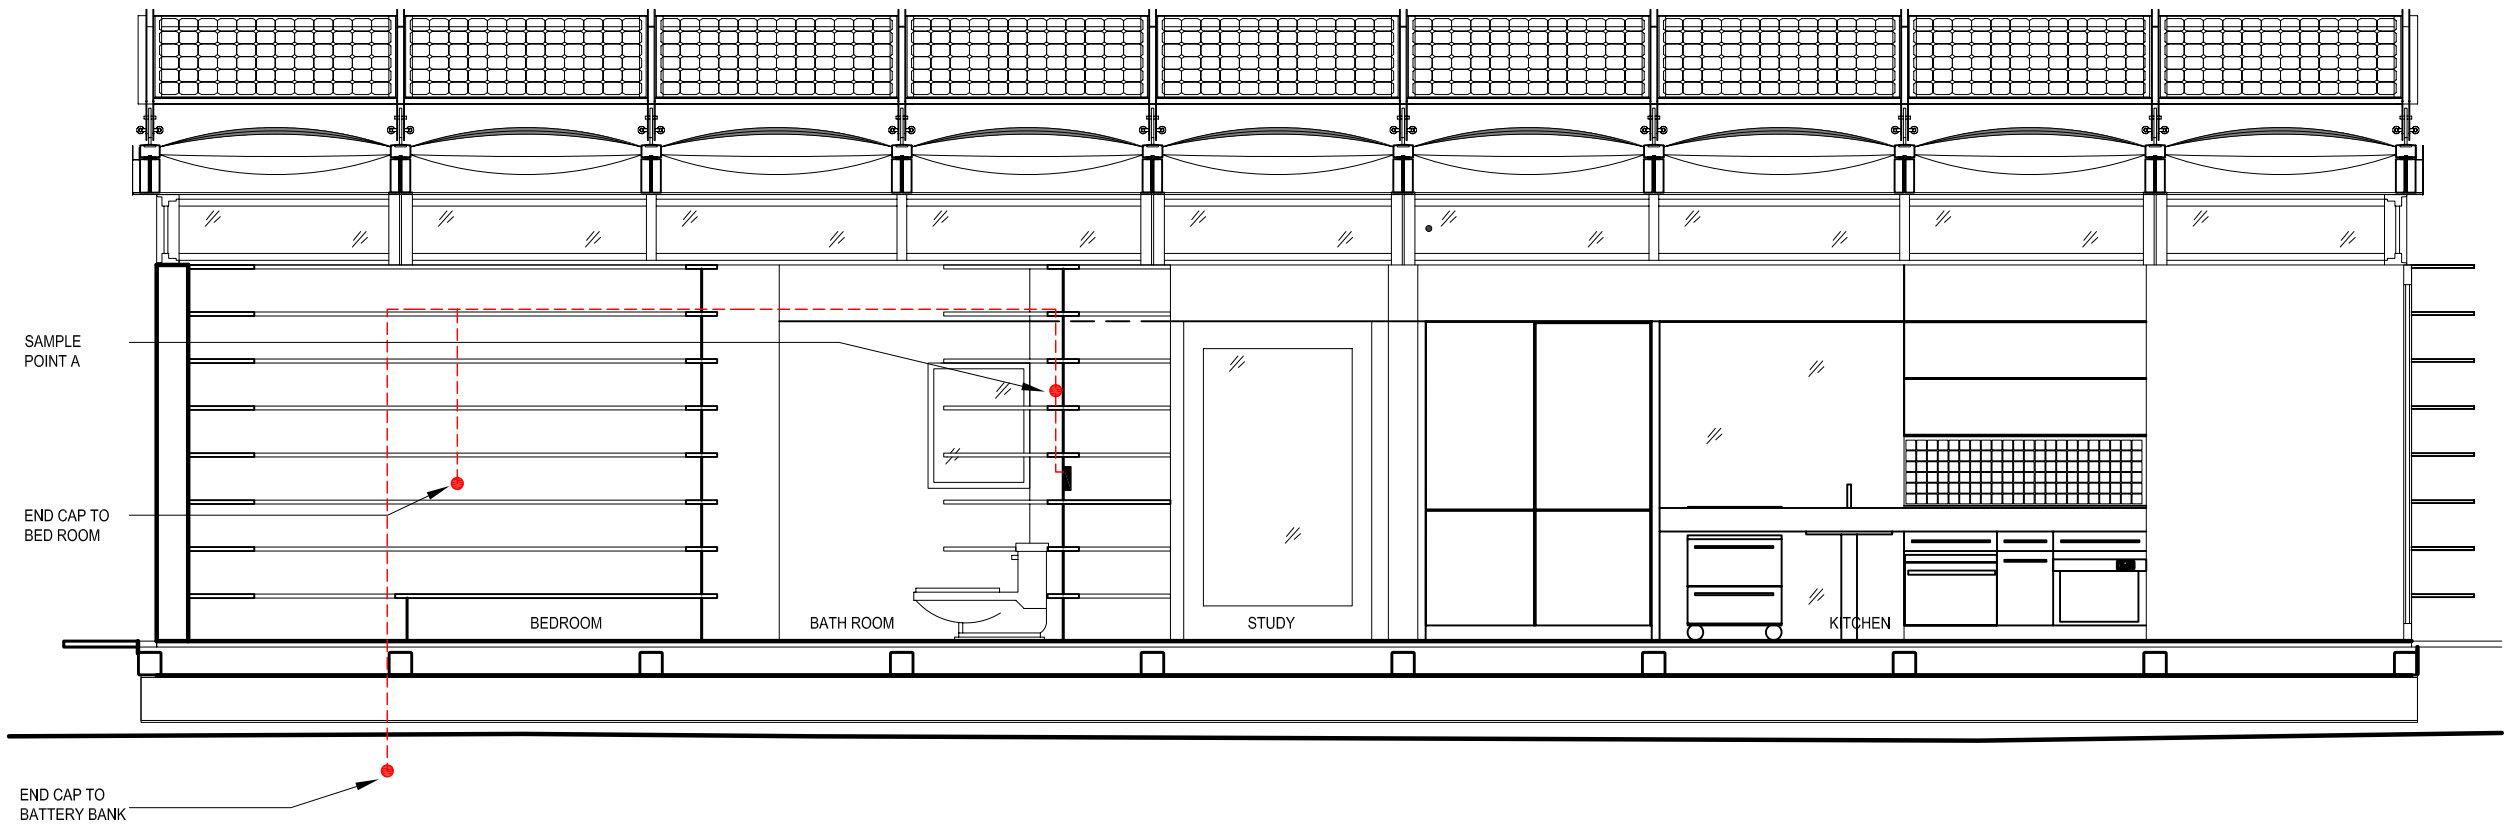 SAMPLE
POINT A
END CAP TO
BED ROOM
BEDROOM
BATH ROOM
STUDY
KITCHEN
END CAP TO
BATTERY BANK